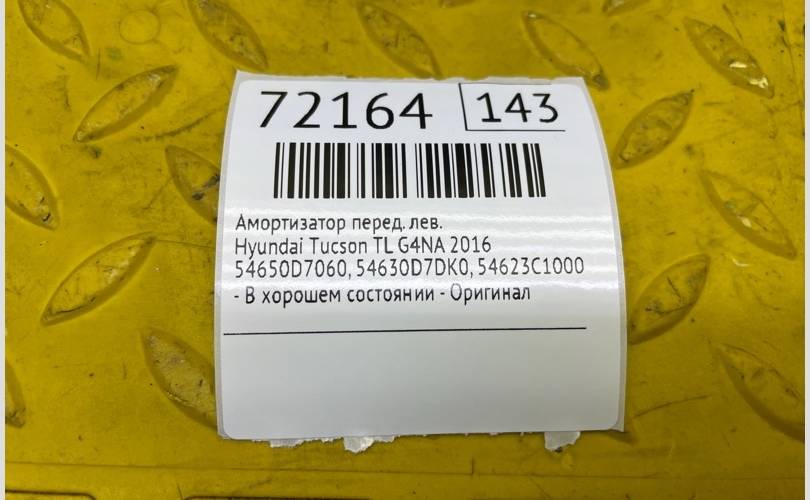 72164 143
Амортизатор перед. лев.
Hyundai Tucson TL G4NA 2016
54650D7060, 54630D7DK0, 54623C1000
- В хорошем состоянии - Оригинал